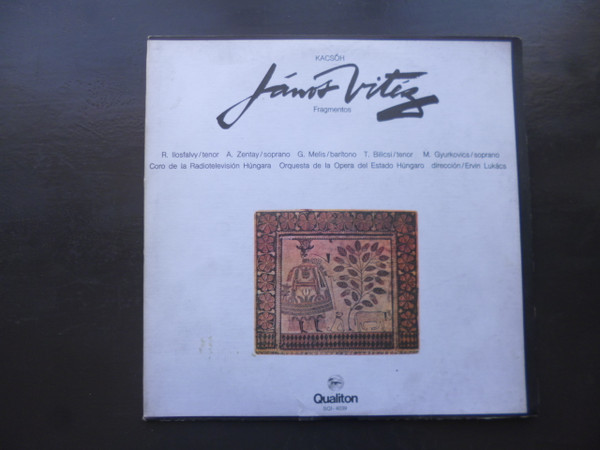 KACSÓH
János Vitéz
Fragmentos
R. Ilosfalvy/tenor A. Zentay/soprano G. Melis/barítono T. Bilicsi/tenor M. Gyurkovics/soprano
Coro de la Radiotelevisión Húngara Orquesta de la Opera del Estado Húngaro dirección/Ervin Lukács
Qualiton